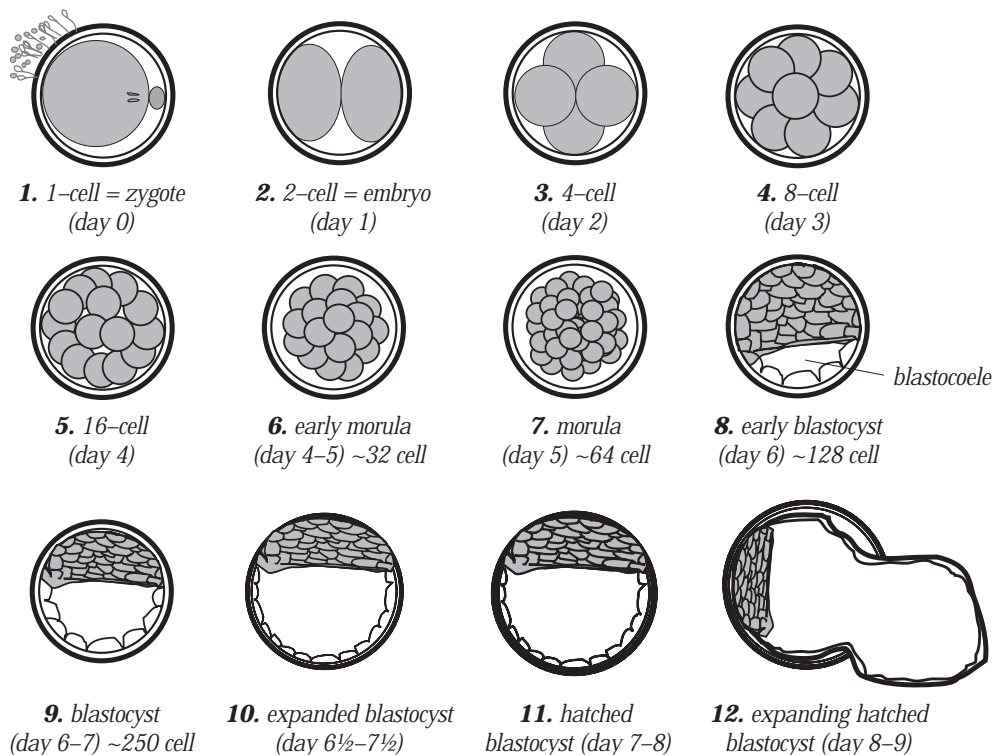 1. 1–cell = zygote
(day 0)
2. 2–cell = embryo
(day 1)
3. 4–cell
(day 2)
4. 8–cell
(day 3)
blastocoele
5. 16–cell
(day 4)
6. early morula
(day 4–5) ~32 cell
7. morula
(day 5) ~64 cell
8. early blastocyst
(day 6) ~128 cell
9. blastocyst
(day 6–7) ~250 cell
10. expanded blastocyst
(day 6½–7½)
11. hatched
blastocyst (day 7–8)
12. expanding hatched
blastocyst (day 8–9)